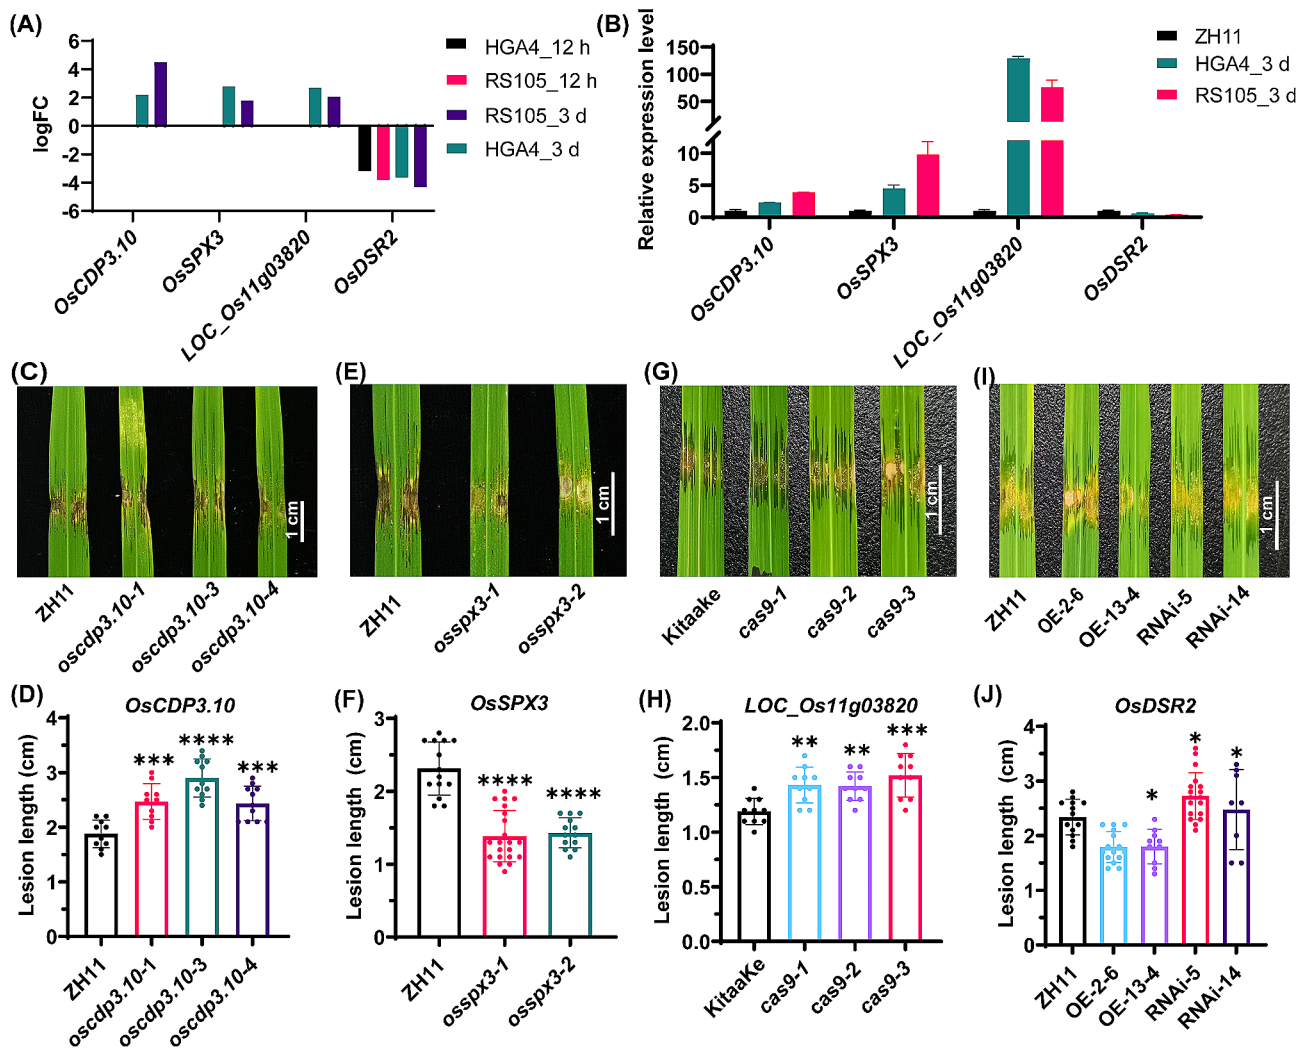 (A)
logFC
6
4
2
0
-2
-4
-6
OsCDP3.10
OsSPX3
LOC_Os11g03820
OsDSR2
HGA4_12 h
RS105_12 h
RS105_3 d
HGA4_3 d
(B)
Relative expression level
150
100
50
10
5
0
OsCDP3.10
OsSPX3
LOC_Os11g03820
OsDSR2
ZH11
HGA4_3 d
RS105_3 d
(C)
1 cm
ZH11
oscdp3.10-1
oscdp3.10-3
oscdp3.10-4
(E)
1 cm
ZH11
osspx3-1
osspx3-2
(G)
1 cm
Kitaake
cas9-1
cas9-2
cas9-3
(I)
1 cm
ZH11
OE-2-6
OE-13-4
RNAi-5
RNAi-14
(D)
OsCDP3.10
Lesion length (cm)
4
3
2
1
0
***
****
***
ZH11
oscdp3.10-1
oscdp3.10-3
oscdp3.10-4
(F)
OsSPX3
Lesion length (cm)
3
2
1
0
****
****
ZH11
osspx3-1
osspx3-2
(H)
LOC_Os11g03820
Lesion length (cm)
2.0
1.5
1.0
0.5
0.0
**
**
***
KitaaKe
cas9-1
cas9-2
cas9-3
(J)
OsDSR2
Lesion length (cm)
4
3
2
1
0
*
*
*
ZH11
OE-2-6
OE-13-4
RNAi-5
RNAi-14